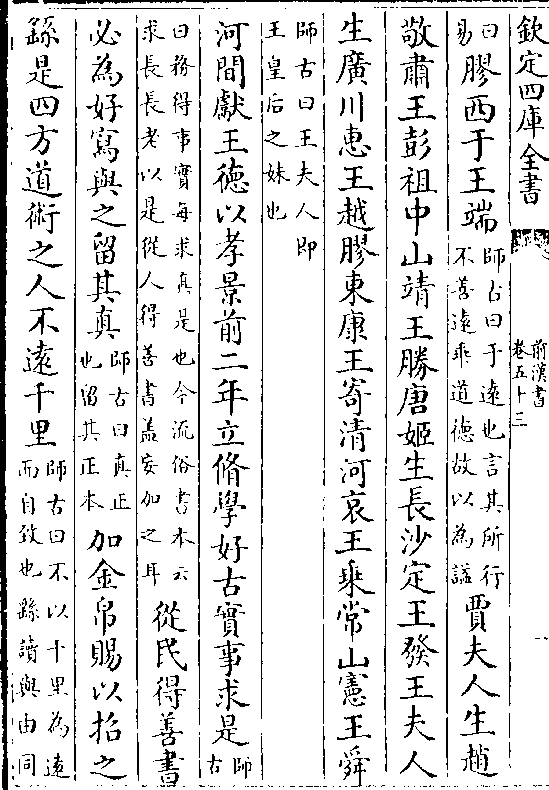 欽定四庫全書
前漢書
卷五十三
一
曰
易
膠西于王端
師古曰于遠也言其所行
不善遠乖道德故以為諡
賈夫人生趙
敬肅王彭祖中山靖王勝唐姬生長沙定王發王夫人
生廣川惠王越膠東康王寄清河哀王乗常山憲王舜
師古曰王夫人即
王皇后之妹也
河間獻王徳以孝景前二年立脩學好古實事求是
師
古
曰務得事實每求真是也今流俗書本云
求長長老以是從人得善書蓋妄加之耳
從民得善書
必為好寫與之留其真
師古曰真正
也留其正本
加金帛賜以招之
繇是四方道術之人不遠千里
師古曰不以千里為遠
而自致也繇讀與由同